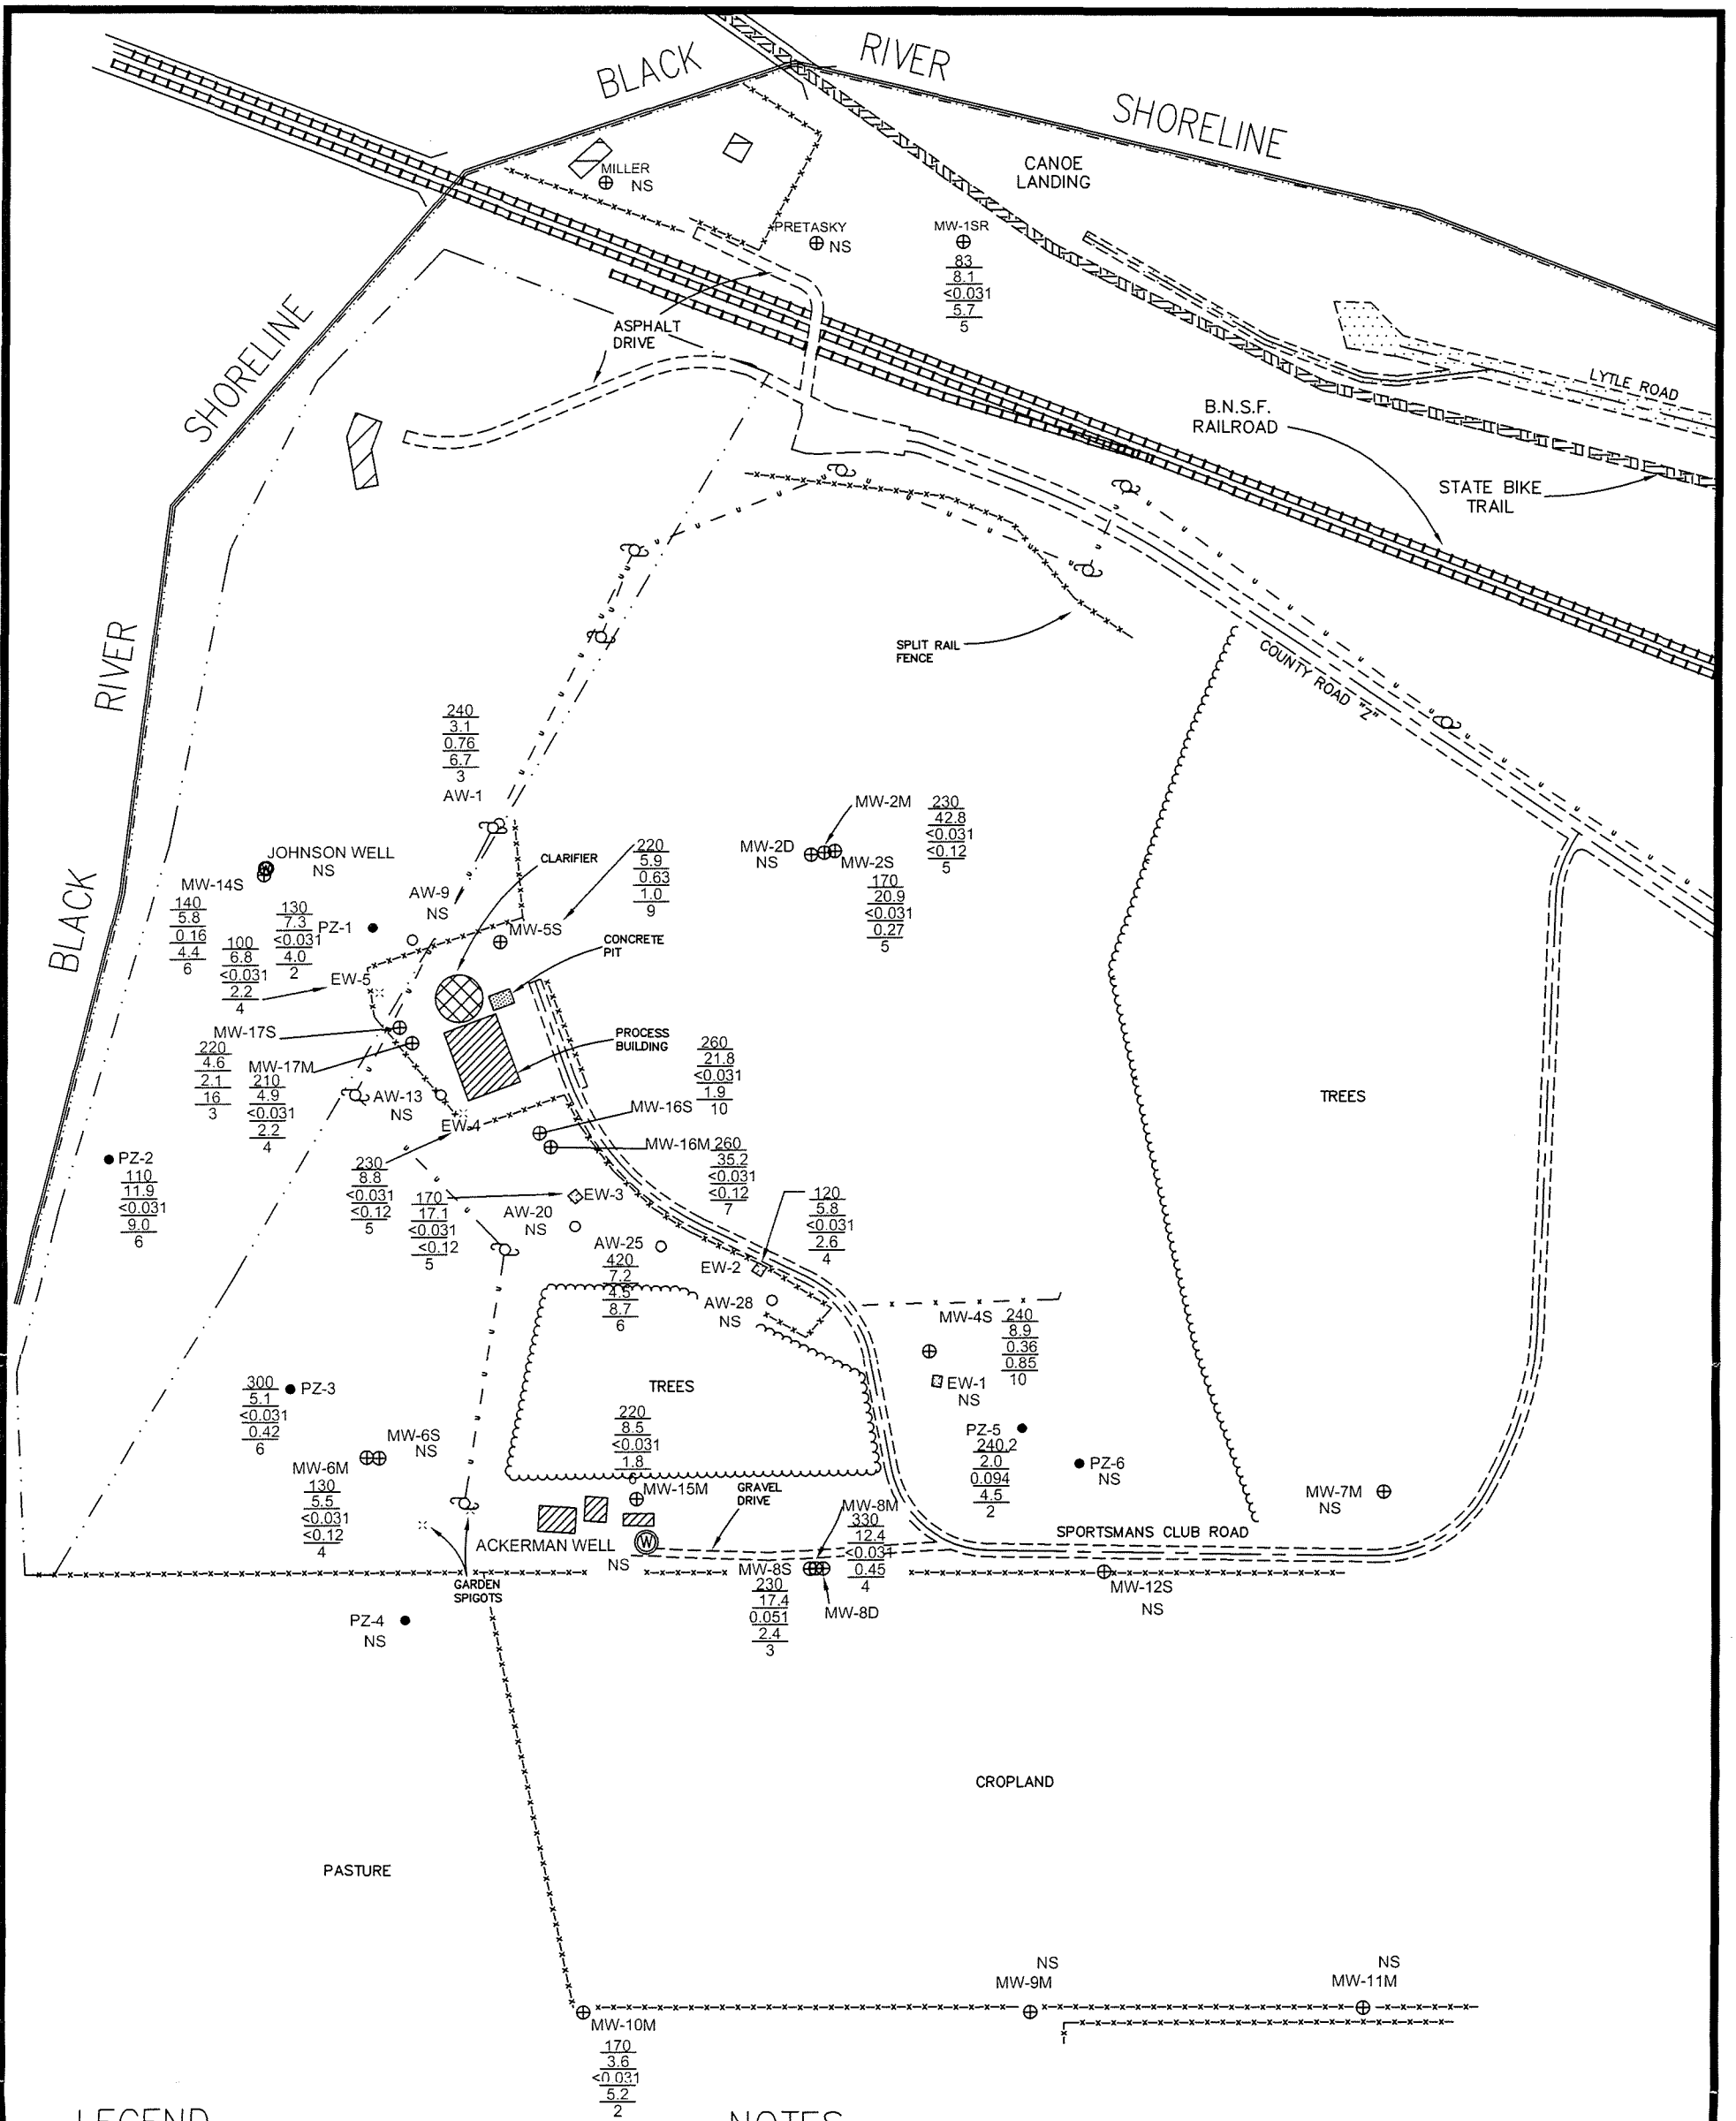 BLACK
RIVER
SHORELINE
CANOE
LANDING
MILLER
NS
PRETASKY
NS
MW-1SR
83
8.1
<0.031
5.7
5
ASPHALT
DRIVE
LYTLE ROAD
B.N.S.F.
RAILROAD
STATE BIKE
TRAIL
SHORELINE
RIVER
BLACK
SPLIT RAIL
FENCE
COUNTY ROAD "Z"
240
3.1
0.76
6.7
3
AW-1
MW-2M
230
42.8
<0.031
<0.12
5
MW-2D
NS
MW-2S
170
20.9
<0.031
0.27
5
JOHNSON WELL
NS
CLARIFIER
220
5.9
0.63
1.0
9
MW-5S
MW-14S
140
5.8
0.16
4.4
6
AW-9
NS
130
7.3
<0.031
4.0
2
PZ-1
CONCRETE
PIT
100
6.8
<0.031
2.2
4
EW-5
MW-17S
220
4.6
2.1
16
3
MW-17M
210
4.9
<0.031
2.2
4
PROCESS
BUILDING
260
21.8
<0.031
1.9
10
MW-16S
AW-13
NS
EW-4
230
8.8
<0.031
<0.12
5
TREES
MW-16M
260
35.2
<0.031
<0.12
7
PZ-2
110
11.9
<0.031
9.0
6
170
17.1
<0.031
<0.12
5
EW-3
AW-20
NS
120
5.8
<0.031
2.6
4
EW-2
AW-25
420
7.2
4.5
8.7
6
AW-28
NS
MW-4S
240
8.9
0.36
0.85
10
EW-1
NS
300
5.1
<0.031
0.42
6
PZ-3
TREES
220
8.5
<0.031
1.8
6
MW-15M
MW-6S
NS
MW-6M
130
5.5
<0.031
<0.12
4
PZ-5
240.2
2.0
0.094
4.5
2
PZ-6
NS
MW-7M
NS
GRAVEL
DRIVE
MW-8M
330
12.4
<0.031
0.45
4
SPORTSMANS CLUB ROAD
ACKERMAN WELL
W
NS
GARDEN
SPIGOTS
MW-8S
230
17.4
0.051
2.4
3
MW-8D
MW-12S
NS
PZ-4
NS
CROPLAND
PASTURE
NS
MW-9M
NS
MW-11M
MW-10M
170
3.6
<0.031
5.2
2
LEGEND
NOTES